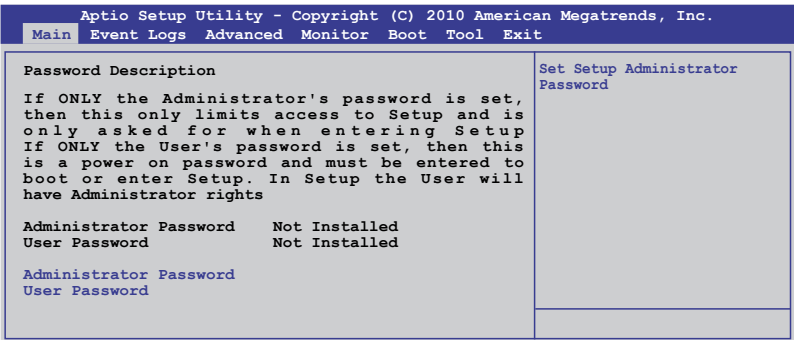 Aptio Setup Utility - Copyright (C) 2010 American Megatrends, Inc.
Main Event Logs Advanced Monitor Boot Tool Exit
Password Description
If ONLY the Administrator's password is set,
then this only limits access to Setup and is
only asked for when entering Setup
If ONLY the User's password is set, then this
is a power on password and must be entered to
boot or enter Setup. In Setup the User will
have Administrator rights
Administrator Password Not Installed
User Password Not Installed
Administrator Password
User Password
Set Setup Administrator
Password